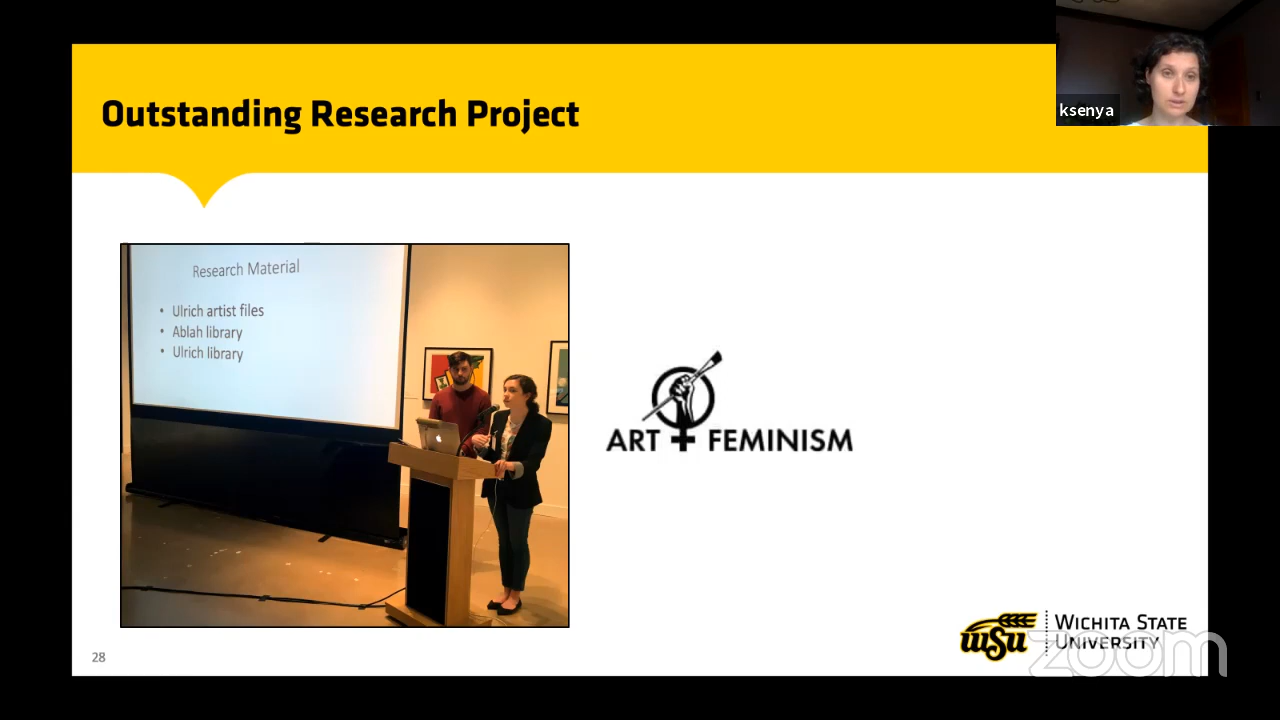 Outstanding Research Project
ksenya
Research Material
• Ulrich artist files
• Ablah library
• Ulrich library
ART + FEMINISM
28
wsu
WICHITA STATE
UNIVERSITY
zoom